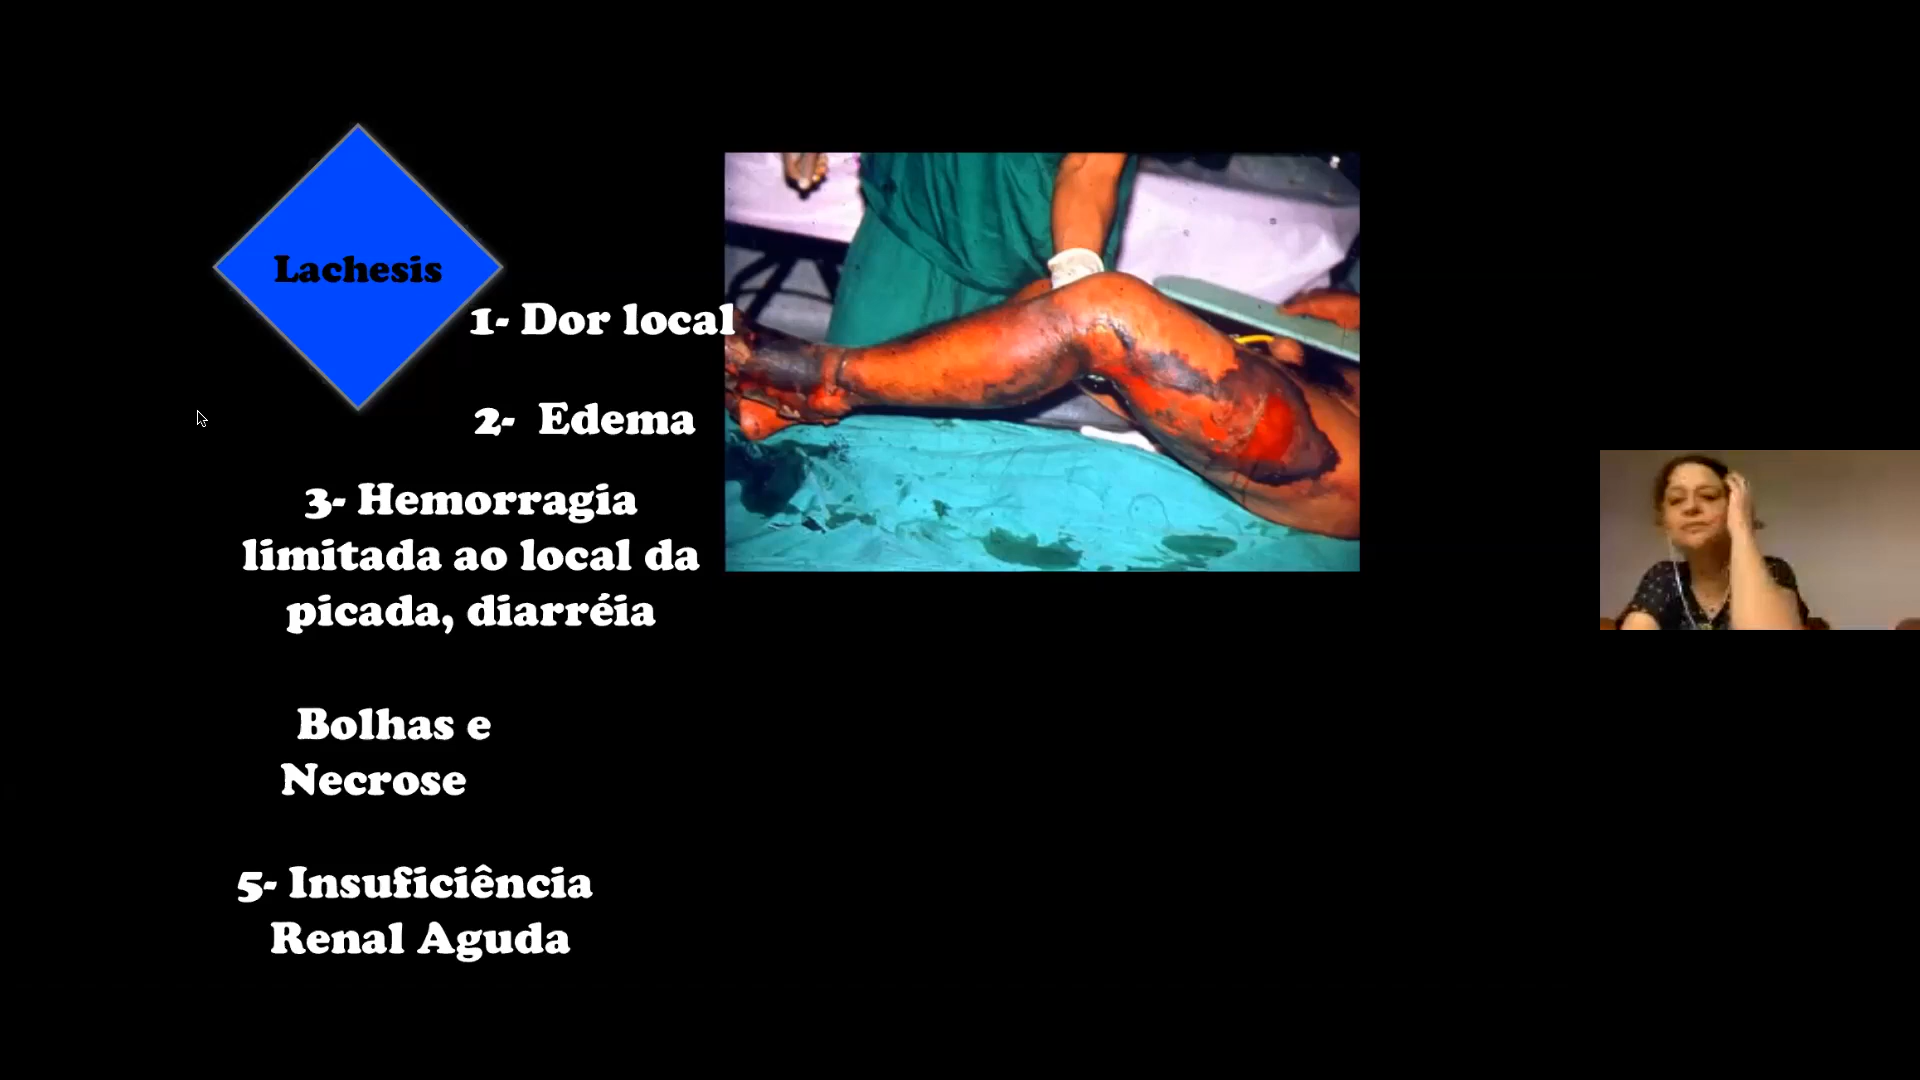 Lachesis
1- Dor local
2- Edema
3- Hemorragia
limitada ao local da
picada, diarréia
Bolhas e
Necrose
5- Insuficiência
Renal Aguda